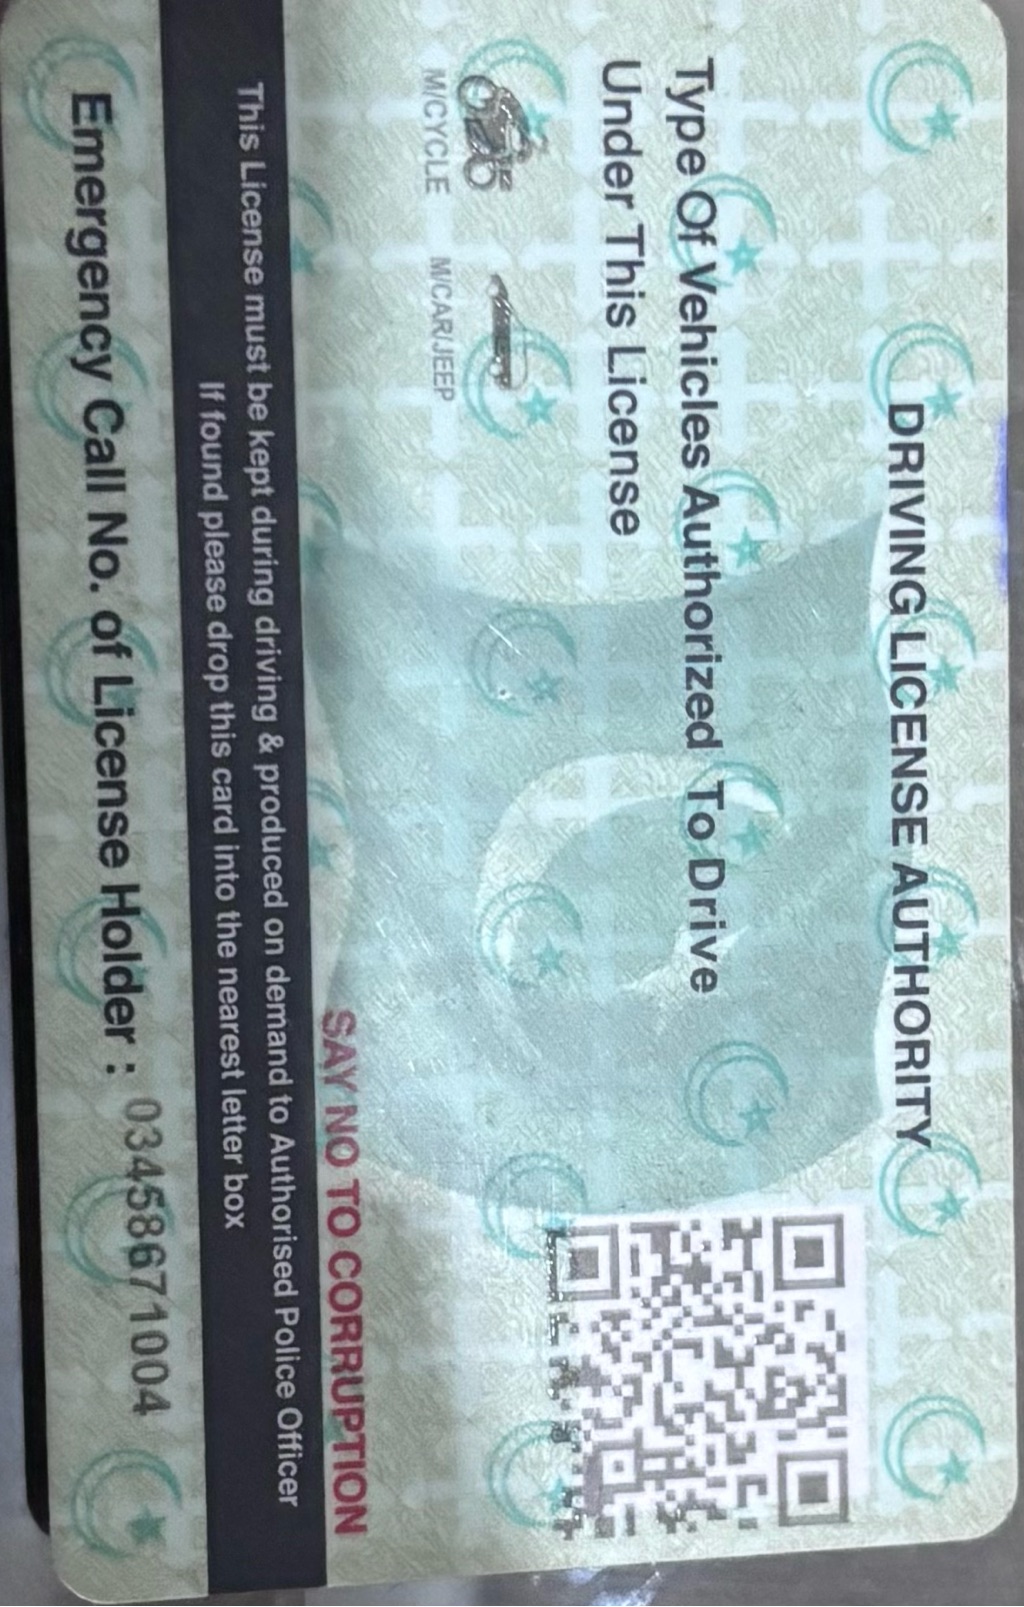 DRIVING LICENSE AUTHORITY
Type Of Vehicles Authorized To Drive
Under This License
M/CYCLE
M/CAR/JEEP
SAY NO TO CORRUPTION
This License must be kept during driving & produced on demand to Authorised Police Officer
If found please drop this card into the nearest letter box
Emergency Call No. of License Holder : 03458671004